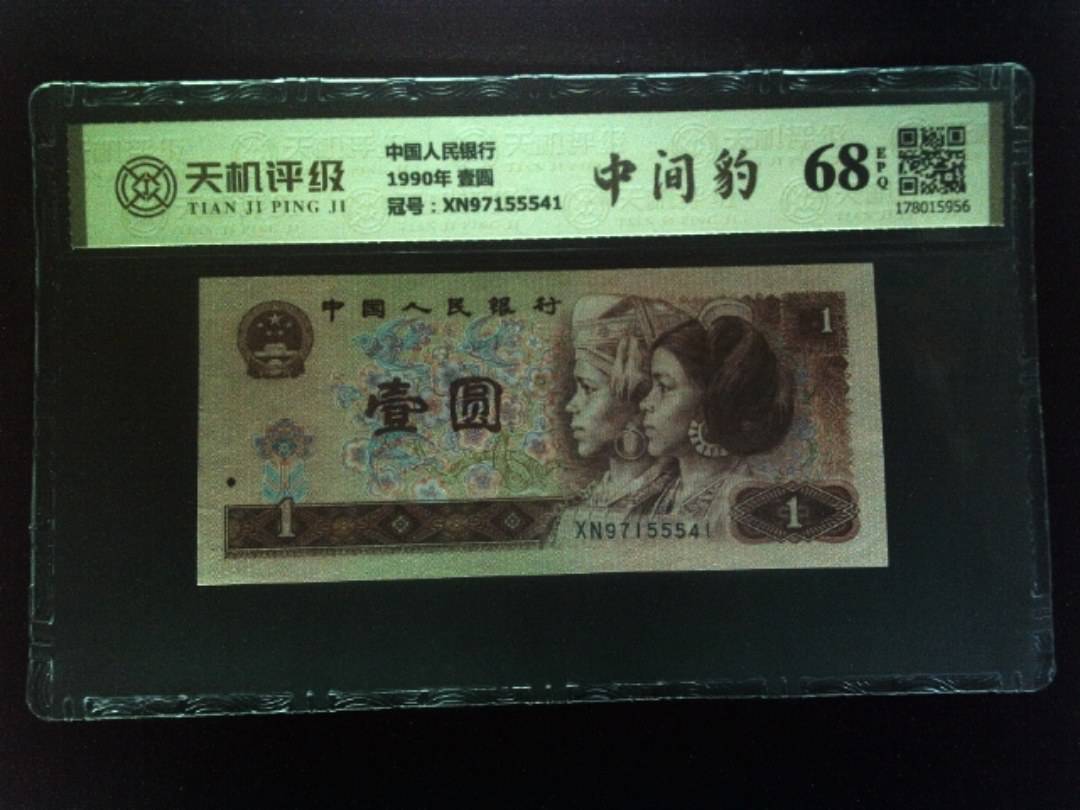 天机评级
TIAN JI PING JI
中国人民银行
1990年 壹圆
冠号：XN97155541
中间豹
68
EPQ
178015956
中国人民银行
1
壹圆
1
XN97155541
1